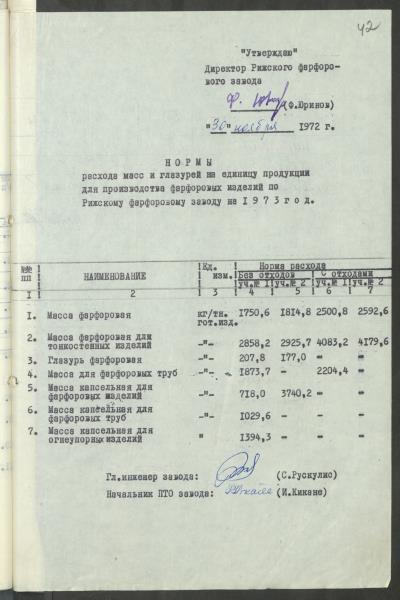 42
"Утверждаю"
Директор Рижского фарфоро-
вого завода
(Ф.Юринов)
"30" ноября 1972 г.
НОРМЫ
расхода масс и глазурей на единицу продукции
для производства фарфоровых изделий по
Рижскому фарфоровому заводу на 1973год.
№№ пп НАИМЕНОВАНИЕ Ед. изм. Норма расхода
Без отходом С отходами
уч.№ 1 уч.№ 2 уч.№ 1 уч.№ 2
1 2 3 4 5 6 7
1. Масса фарфоровая кг/тн. 1750,6 1814,8 2500,8 2592,6
гот.изд.
2. Масса фарфоровая для
тонкостенных изделий -"- 2858,2 2925,7 4083,2 4179,6
3. Глазурь фарфоровая -"- 207,8 177,0 - -
4. Масса для фарфоровых труб -"- 1873,7 - 2204,4 -
5. Масса капсельная для
фарфоровых изделий -"- 718,0 3740,2 - -
6. Масса капсельная для
фарфоровых труб -"- 1029,6 - - -
7. Масса капсельная для
огнеупорных изделий " 1394,3 - - -
Гл.инженер завода: (С.Рускулис)
Начальник ПТО завода: (И.Кикане)